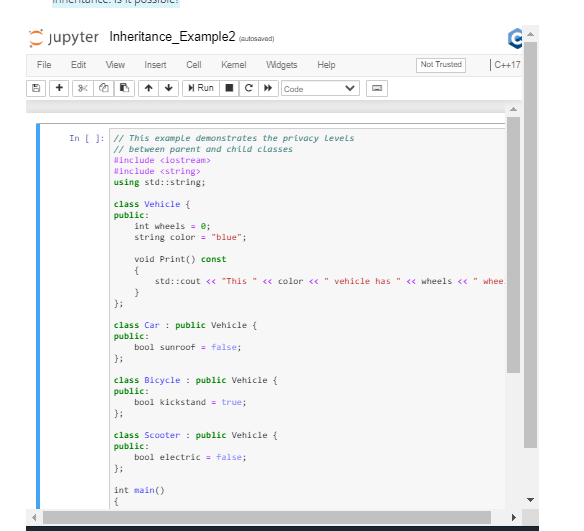 inheritance. Is it possible?
jupyter Inheritance_Example2 (autosaved)
File Edit View Insert Cell Kernel Widgets Help Not Trusted C++17
Run Code
In [ ]: // This example demonstrates the privacy levels
// between parent and child classes
#include <iostream>
#include <string>
using std::string;
class Vehicle {
public:
int wheels = 0;
string color = "blue";
void Print() const
{
std::cout << "This " << color << " vehicle has " << wheels << " whee
}
};
class Car : public Vehicle {
public:
bool sunroof = false;
};
class Bicycle : public Vehicle {
public:
bool kickstand = true;
};
class Scooter : public Vehicle {
public:
bool electric = false;
};
int main()
{